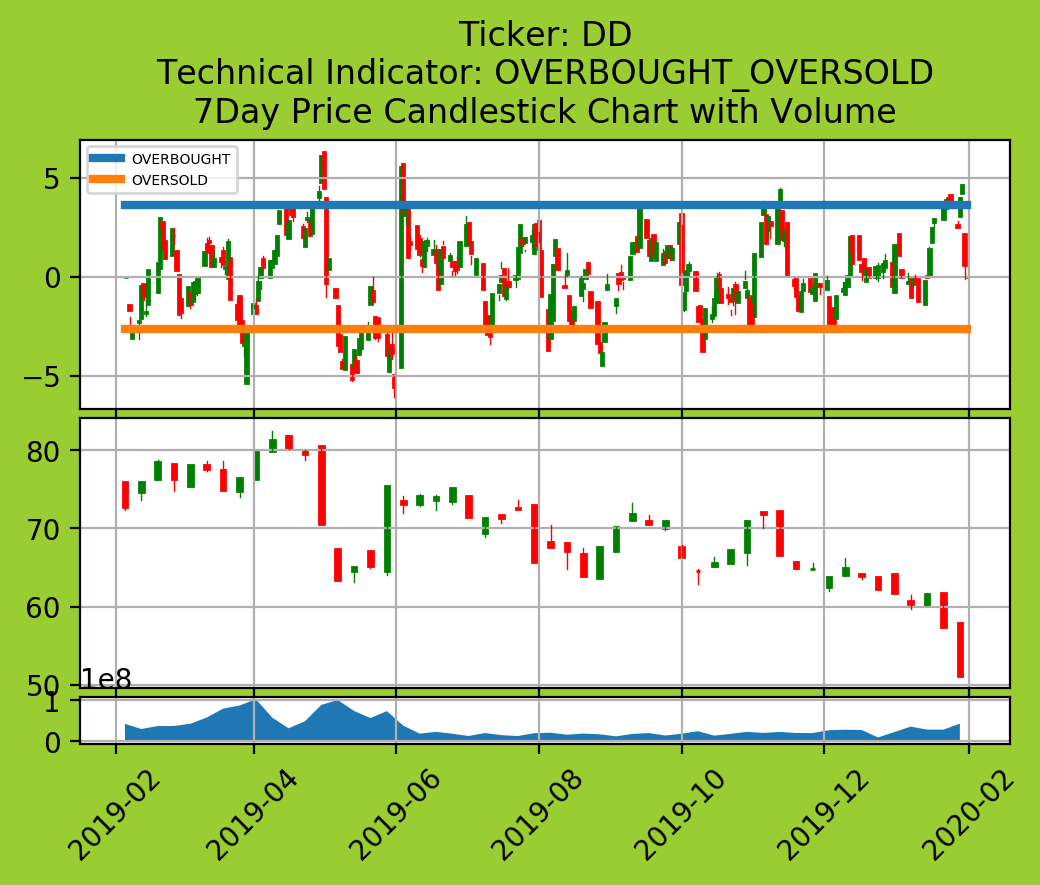 Ticker: DD
Technical Indicator: OVERBOUGHT_OVERSOLD
7Day Price Candlestick Chart with Volume
OVERBOUGHT
OVERSOLD
5
0
−5
80
70
60
50
1e8
1
0
2019-02
2019-04
2019-06
2019-08
2019-10
2019-12
2020-02